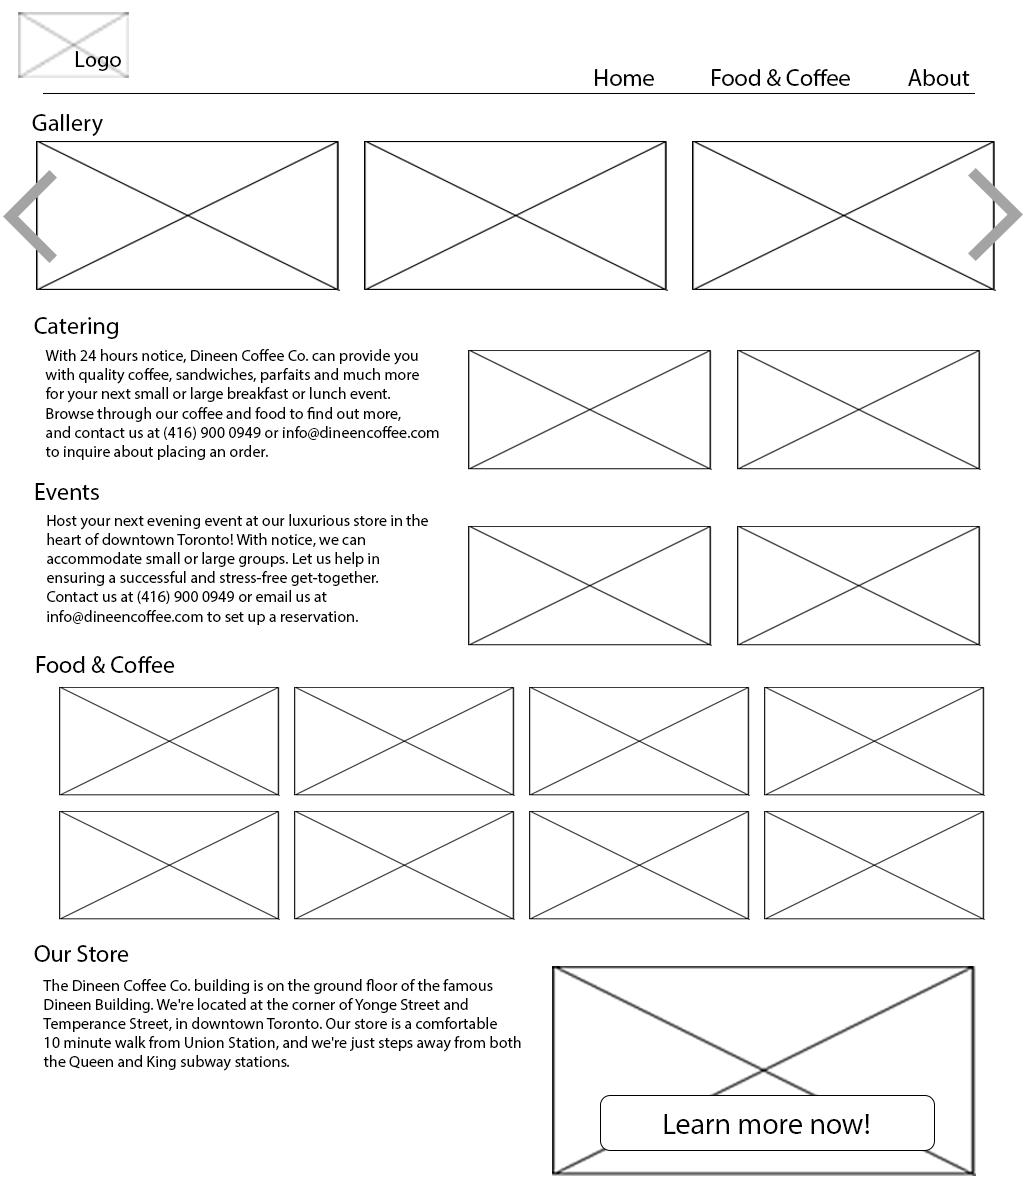 Logo
Home Food & Coffee About
Gallery
Catering
With 24 hours notice, Dineen Coffee Co. can provide you
with quality coffee, sandwiches, parfaits and much more
for your next small or large breakfast or lunch event.
Browse through our coffee and food to find out more,
and contact us at (416) 900 0949 or info@dineencoffee.com
to inquire about placing an order.
Events
Host your next evening event at our luxurious store in the
heart of downtown Toronto! With notice, we can
accommodate small or large groups. Let us help in
ensuring a successful and stress-free get-together.
Contact us at (416) 900 0949 or email us at
info@dineencoffee.com to set up a reservation.
Food & Coffee
Our Store
The Dineen Coffee Co. building is on the ground floor of the famous
Dineen Building. We're located at the corner of Yonge Street and
Temperance Street, in downtown Toronto. Our store is a comfortable
10 minute walk from Union Station, and we're just steps away from both
the Queen and King subway stations.
Learn more now!